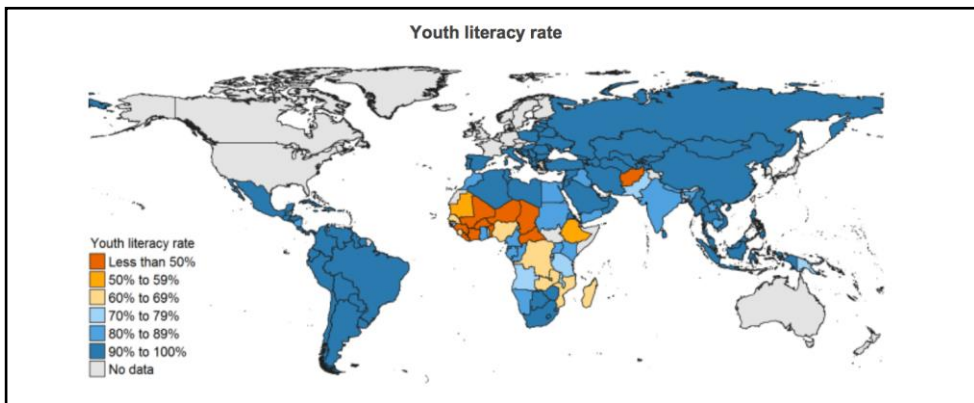 Youth literacy rate
Youth literacy rate
Less than 50%
50% to 59%
60% to 69%
70% to 79%
80% to 89%
90% to 100%
No data